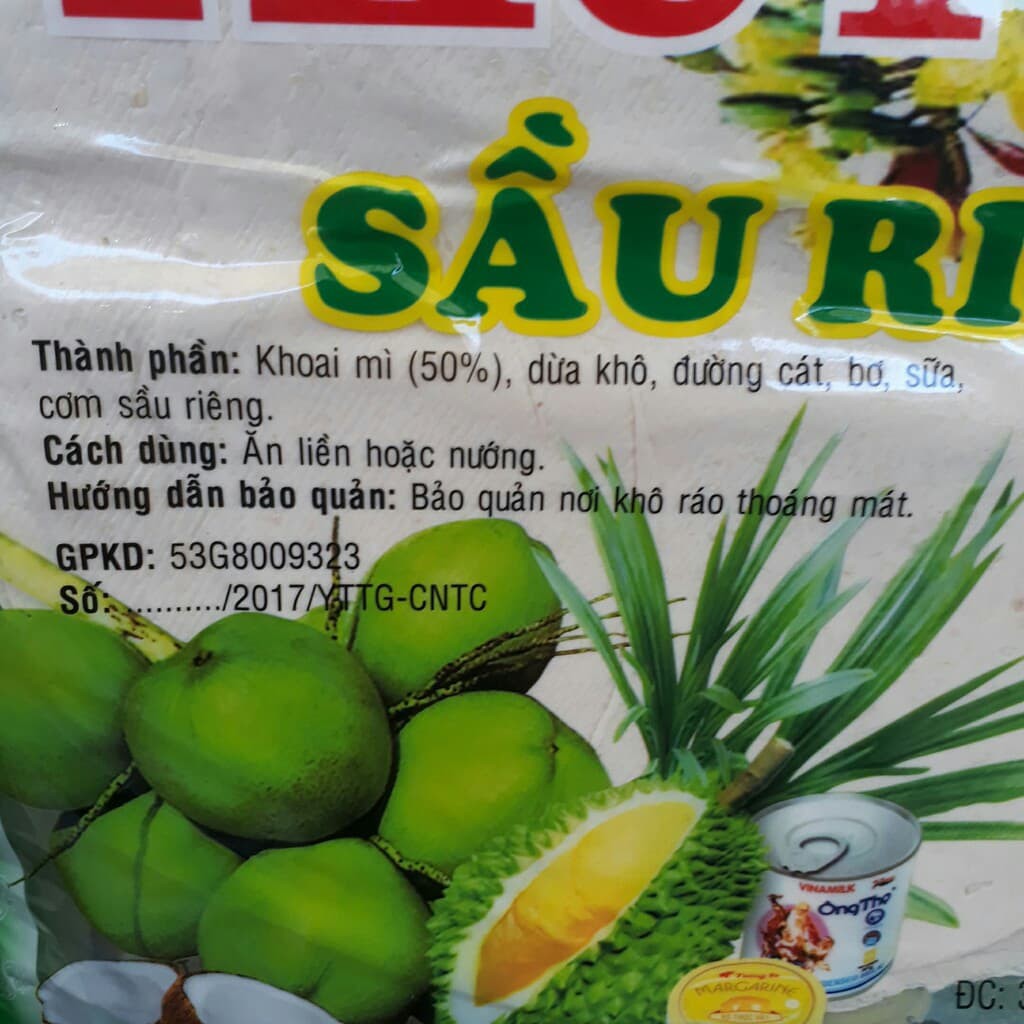 SẦU RI
Thành phần: Khoai mì (50%), dừa khô, đường cát, bơ, sữa,
cơm sầu riêng.
Cách dùng: Ăn liền hoặc nướng.
Hướng dẫn bảo quản: Bảo quản nơi khô ráo thoáng mát.
GPKD: 53G8009323
Số: ........../2017/YTTG-CNTC
VINAMILK
Ông Thọ
MARGARINE
ĐC: 3